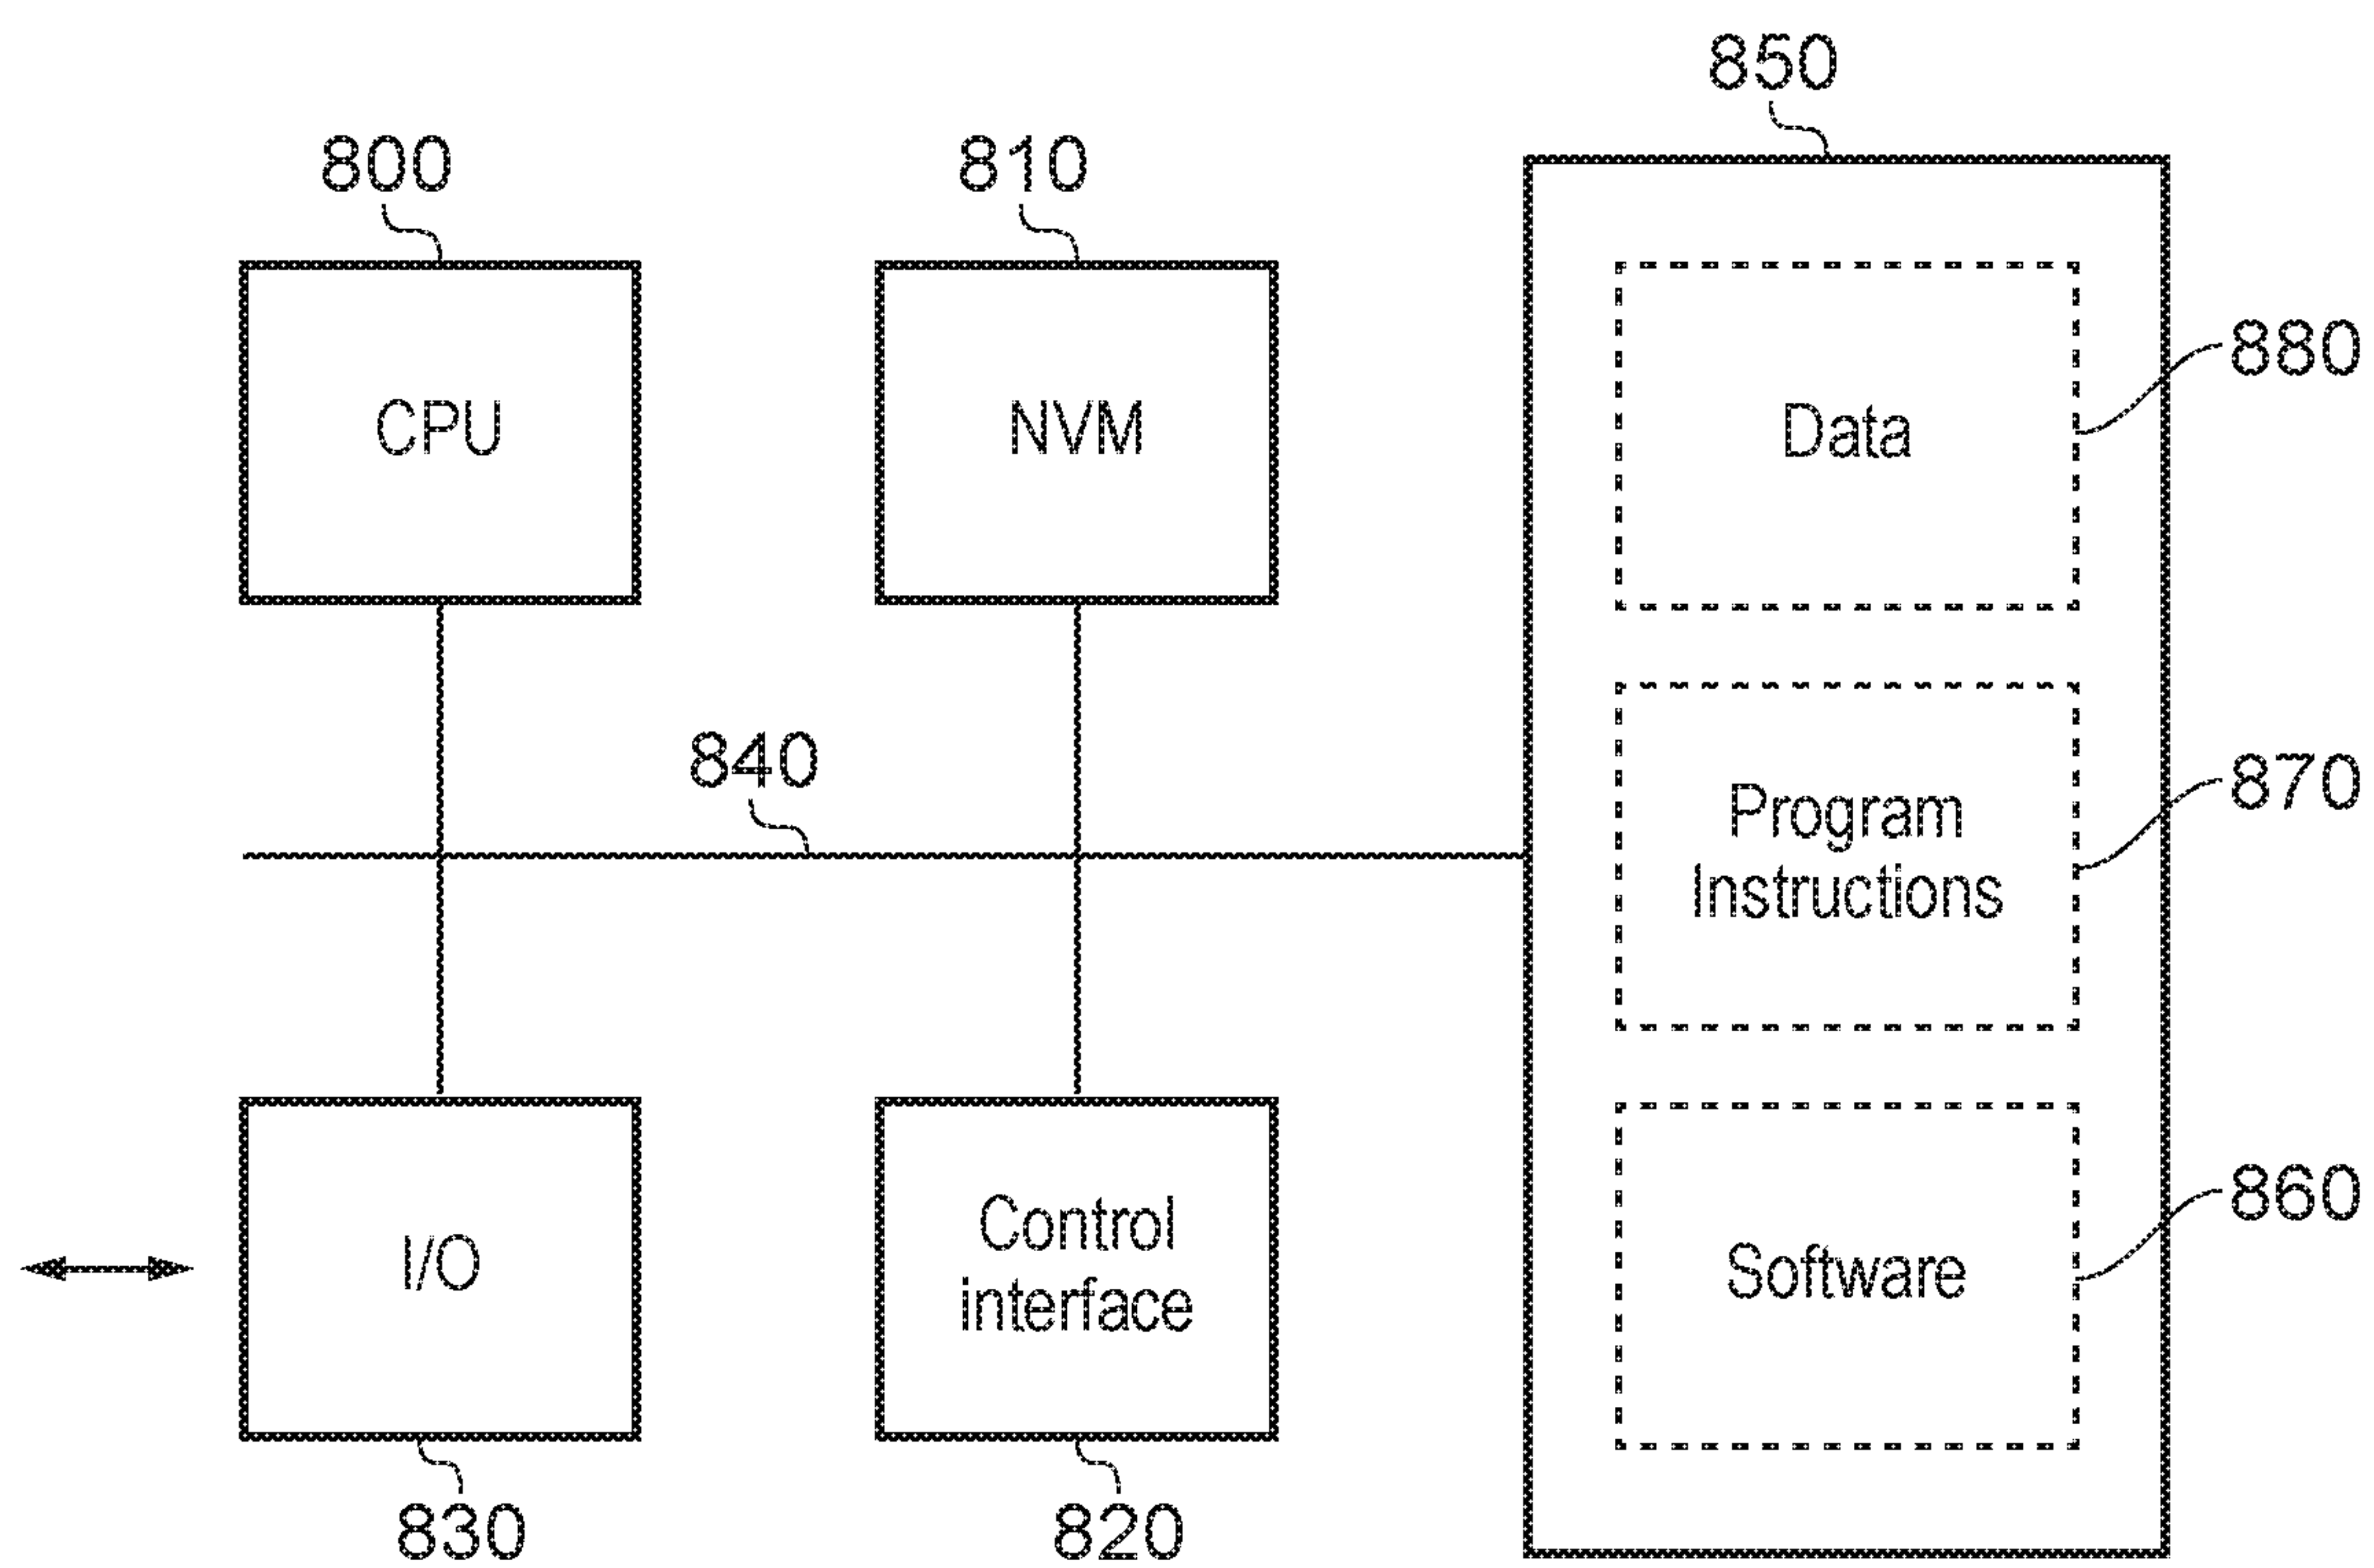 850
800
810
CPU
NVM
Data
880
840
Program
Instructions
870
I/O
Control
interface
Software
860
830
820